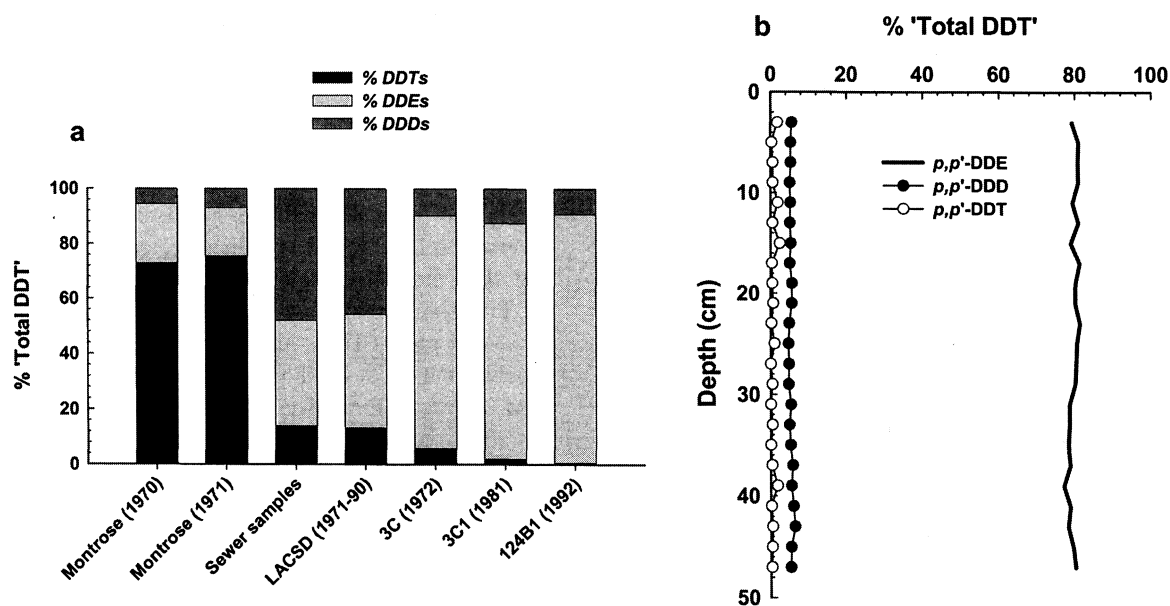 a
% DDTs
% DDEs
% DDDs
% 'Total DDT'
100
80
60
40
20
0
Montrose (1970)
Montrose (1971)
Sewer samples
LACSD (1971-90)
3C (1972)
3C1 (1981)
124B1 (1992)
b
% 'Total DDT'
0 20 40 60 80 100
Depth (cm)
0
10
20
30
40
50
p,p'-DDE
p,p'-DDD
p,p'-DDT